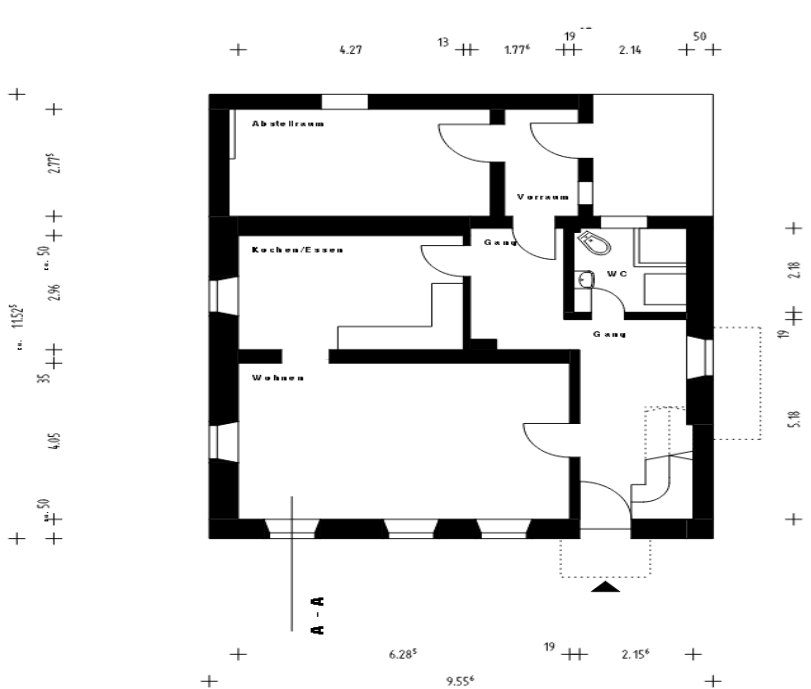 4.27
13
1.77⁶
19
2.14
50
Abstellraum
Vorraum
2.77⁵
ca. 50
Kochen/Essen
Gang
WC
2.18
2.96
ca. 11.52⁵
Gang
19
35
Wohnen
4.05
5.18
ca. 50
A - A
6.28⁵
19
2.15⁶
9.55⁶